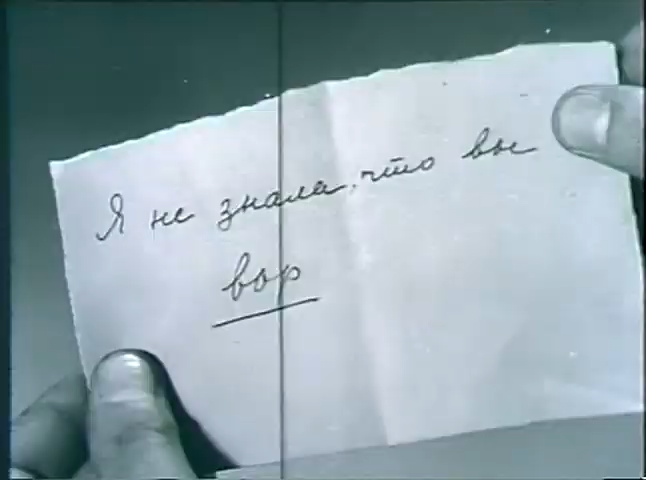 Я не знала, что вы
вор